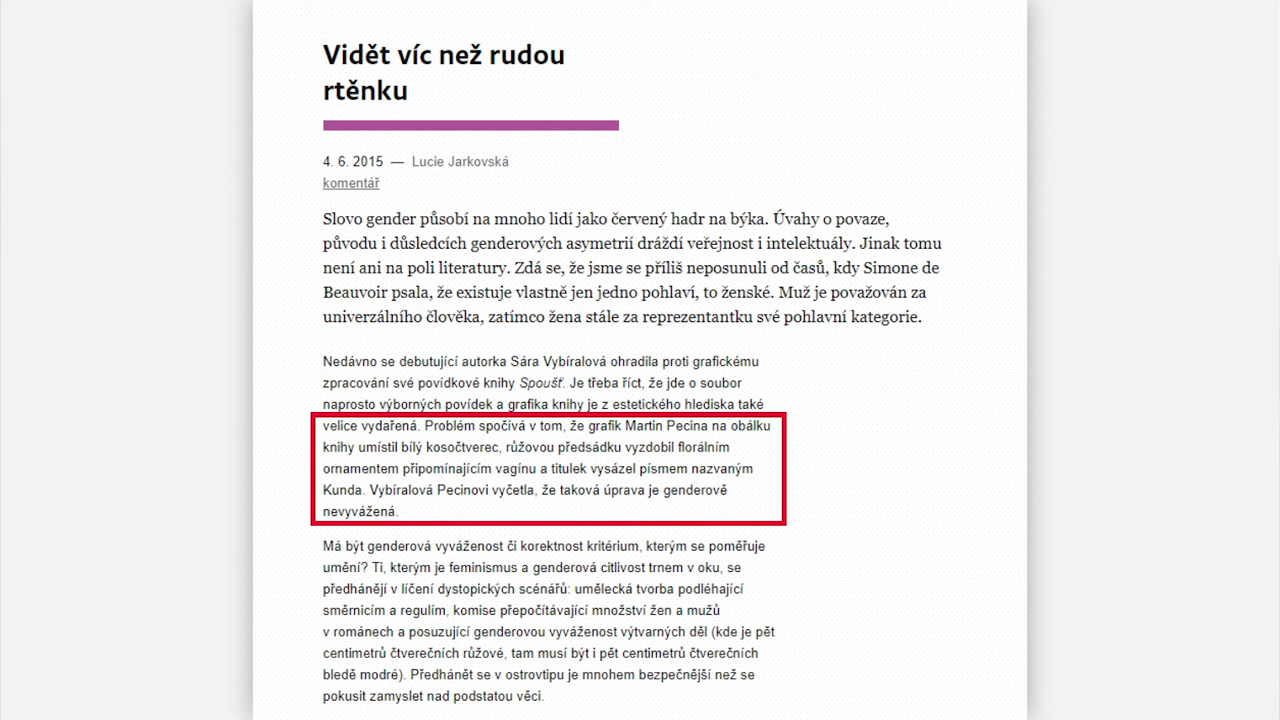 Vidět víc než rudou
rtěnku
4. 6. 2015 — Lucie Jarkovská
komentář
Slovo gender působí na mnoho lidí jako červený hadr na býka. Úvahy o povaze,
původu i důsledcích genderových asymetrií dráždí veřejnost i intelektuály. Jinak tomu
není ani na poli literatury. Zdá se, že jsme se příliš neposunuli od časů, kdy Simone de
Beauvoir psala, že existuje vlastně jen jedno pohlaví, to ženské. Muž je považován za
univerzálního člověka, zatímco žena stále za reprezentantku své pohlavní kategorie.
Nedávno se debutující autorka Sára Vybíralová ohradila proti grafickému
zpracování své povídkové knihy Spoušť. Je třeba říct, že jde o soubor
naprosto výborných povídek a grafika knihy je z estetického hlediska také
velice vydařená. Problém spočívá v tom, že grafik Martin Pecina na obálku
knihy umístil bílý kosočtverec, růžovou předsádku vyzdobil florálním
ornamentem připomínajícím vagínu a titulek vysázel písmem nazvaným
Kunda. Vybíralová Pecinovi vyčetla, že taková úprava je genderově
nevyvážená.
Má být genderová vyváženost či korektnost kritérium, kterým se poměřuje
umění? Ti, kterým je feminismus a genderová citlivost trnem v oku, se
předhánějí v líčení dystopických scénářů: umělecká tvorba podléhající
směrnicím a regulím, komise přepočítávající množství žen a mužů
v románech a posuzující genderovou vyváženost výtvarných děl (kde je pět
centimetrů čtverečních růžové, tam musí být i pět centimetrů čtverečních
bledě modré). Předhánět se v ostrovtipu je mnohem bezpečnější než se
pokusit zamyslet nad podstatou věci.